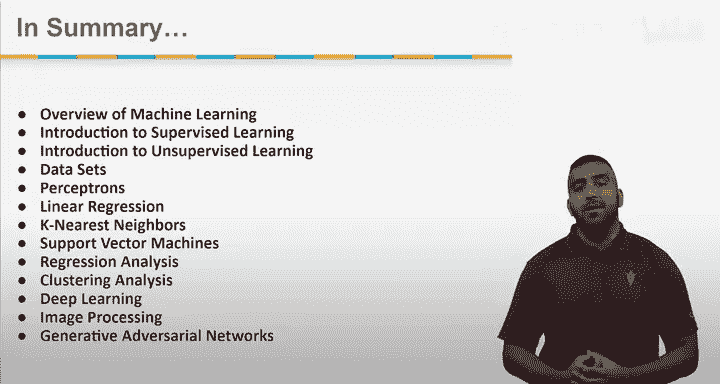 In Summary…
● Overview of Machine Learning
● Introduction to Supervised Learning
● Introduction to Unsupervised Learning
● Data Sets
● Perceptrons
● Linear Regression
● K-Nearest Neighbors
● Support Vector Machines
● Regression Analysis
● Clustering Analysis
● Deep Learning
● Image Processing
● Generative Adversarial Networks